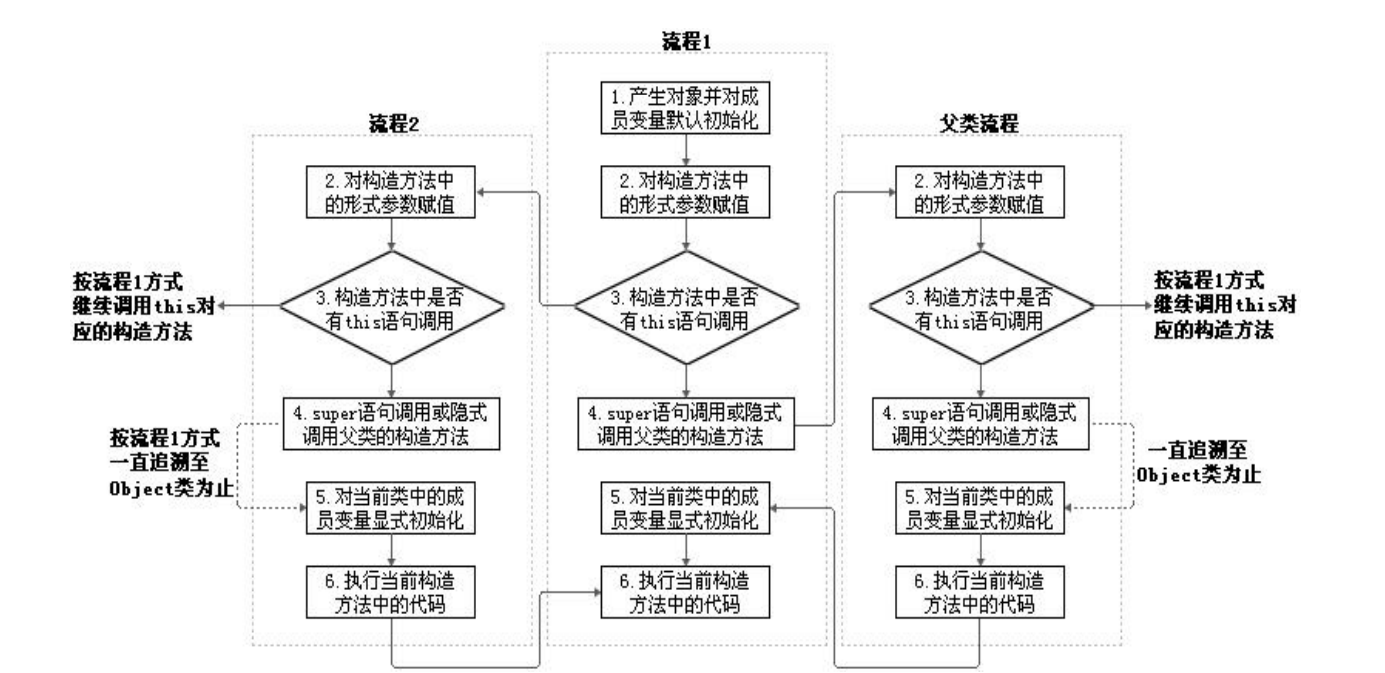 流程1
1.产生对象并对成
员变量默认初始化
2.对构造方法中
的形式参数赋值
3.构造方法中是否
有this语句调用
4.super语句调用或隐式
调用父类的构造方法
5.对当前类中的成
员变量显式初始化
6.执行当前构造
方法中的代码
流程2
2.对构造方法中
的形式参数赋值
3.构造方法中是否
有this语句调用
按流程1方式
继续调用this对
应的构造方法
4.super语句调用或隐式
调用父类的构造方法
按流程1方式
一直追溯至
Object类为止
5.对当前类中的成
员变量显式初始化
6.执行当前构造
方法中的代码
父类流程
2.对构造方法中
的形式参数赋值
3.构造方法中是否
有this语句调用
按流程1方式
继续调用this对
应的构造方法
4.super语句调用或隐式
调用父类的构造方法
一直追溯至
Object类为止
5.对当前类中的成
员变量显式初始化
6.执行当前构造
方法中的代码